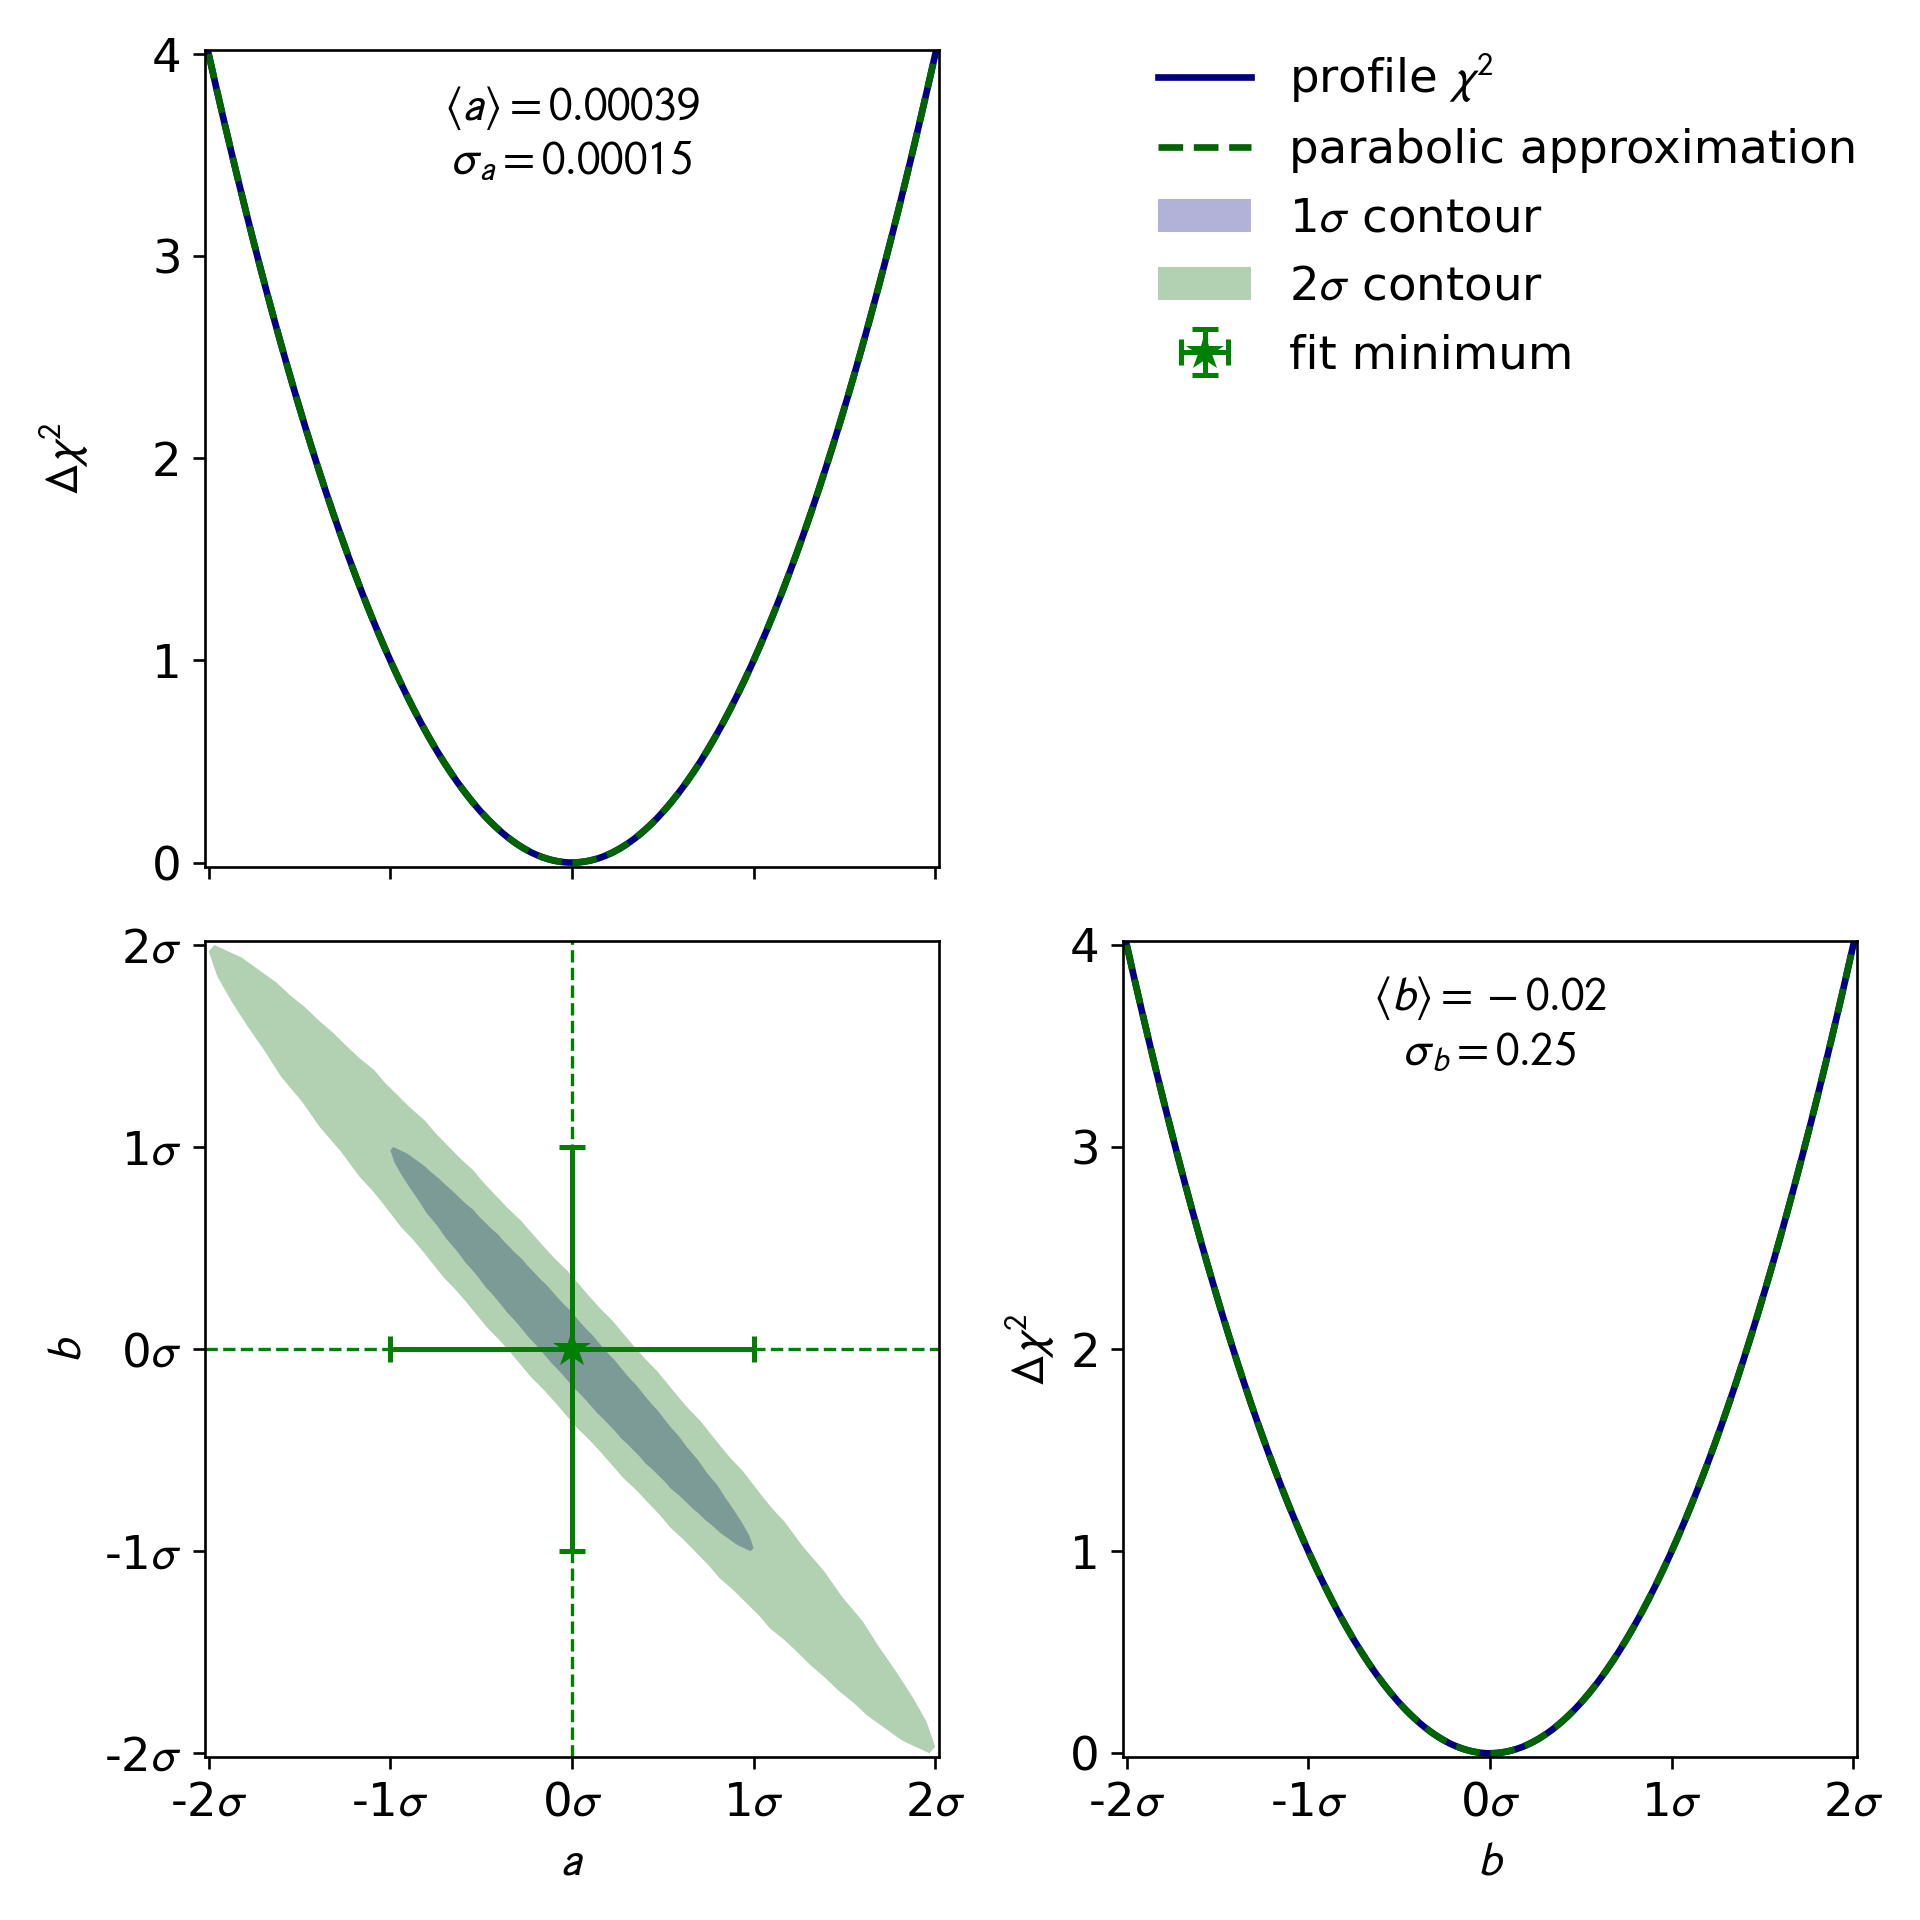 4
3
2
1
0
Δχ²
⟨a⟩ = 0.00039
σₐ = 0.00015
profile χ²
parabolic approximation
1σ contour
2σ contour
fit minimum
2σ
1σ
0σ
-1σ
-2σ
b
-2σ -1σ 0σ 1σ 2σ
a
4
3
2
1
0
Δχ²
⟨b⟩ = −0.02
σ_b = 0.25
-2σ -1σ 0σ 1σ 2σ
b